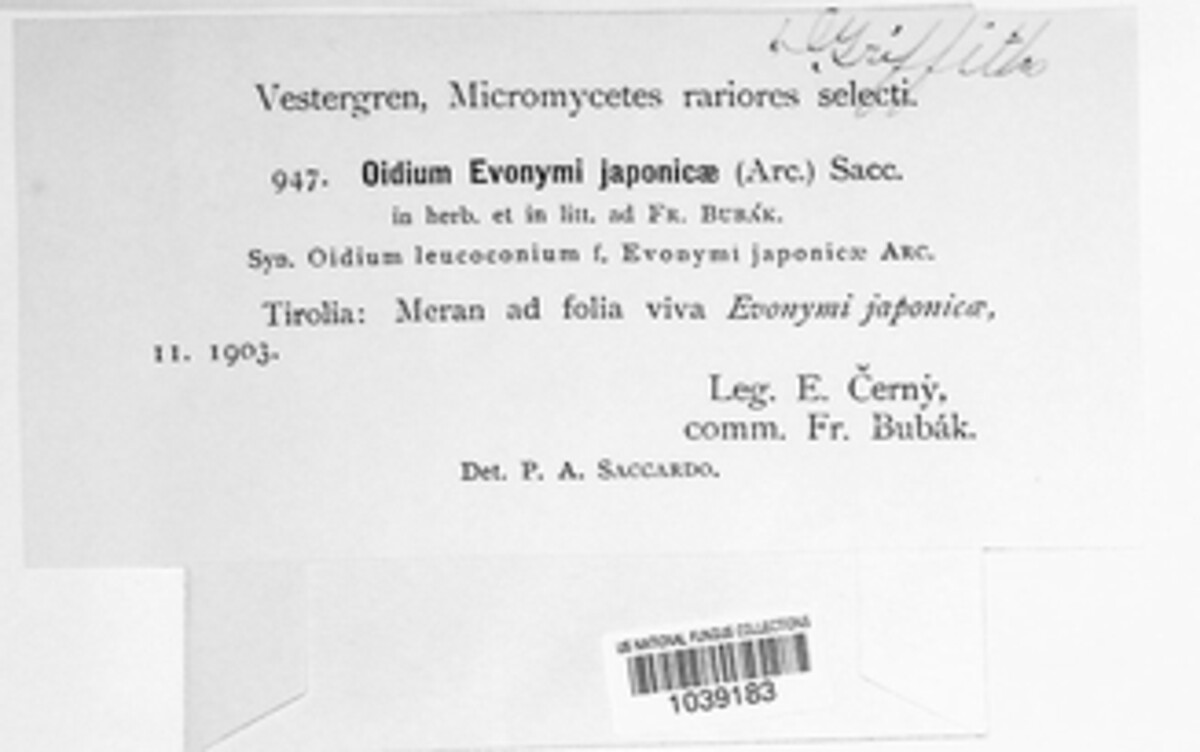 D Griffiths
Vestergren, Micromycetes rariores selecti.
947. Oidium Evonymi japonicæ (Arc.) Sacc.
in herb. et in litt. ad FR. BUBÁK.
Syn. Oidium leucoconium f. Evonymi japonicæ ARC.
Tirolia: Meran ad folia viva Evonymi japonicæ,
11. 1903.
Leg. E. Černý,
comm. Fr. Bubák.
Det. P. A. SACCARDO.
US NATIONAL FUNGUS COLLECTIONS
1039183